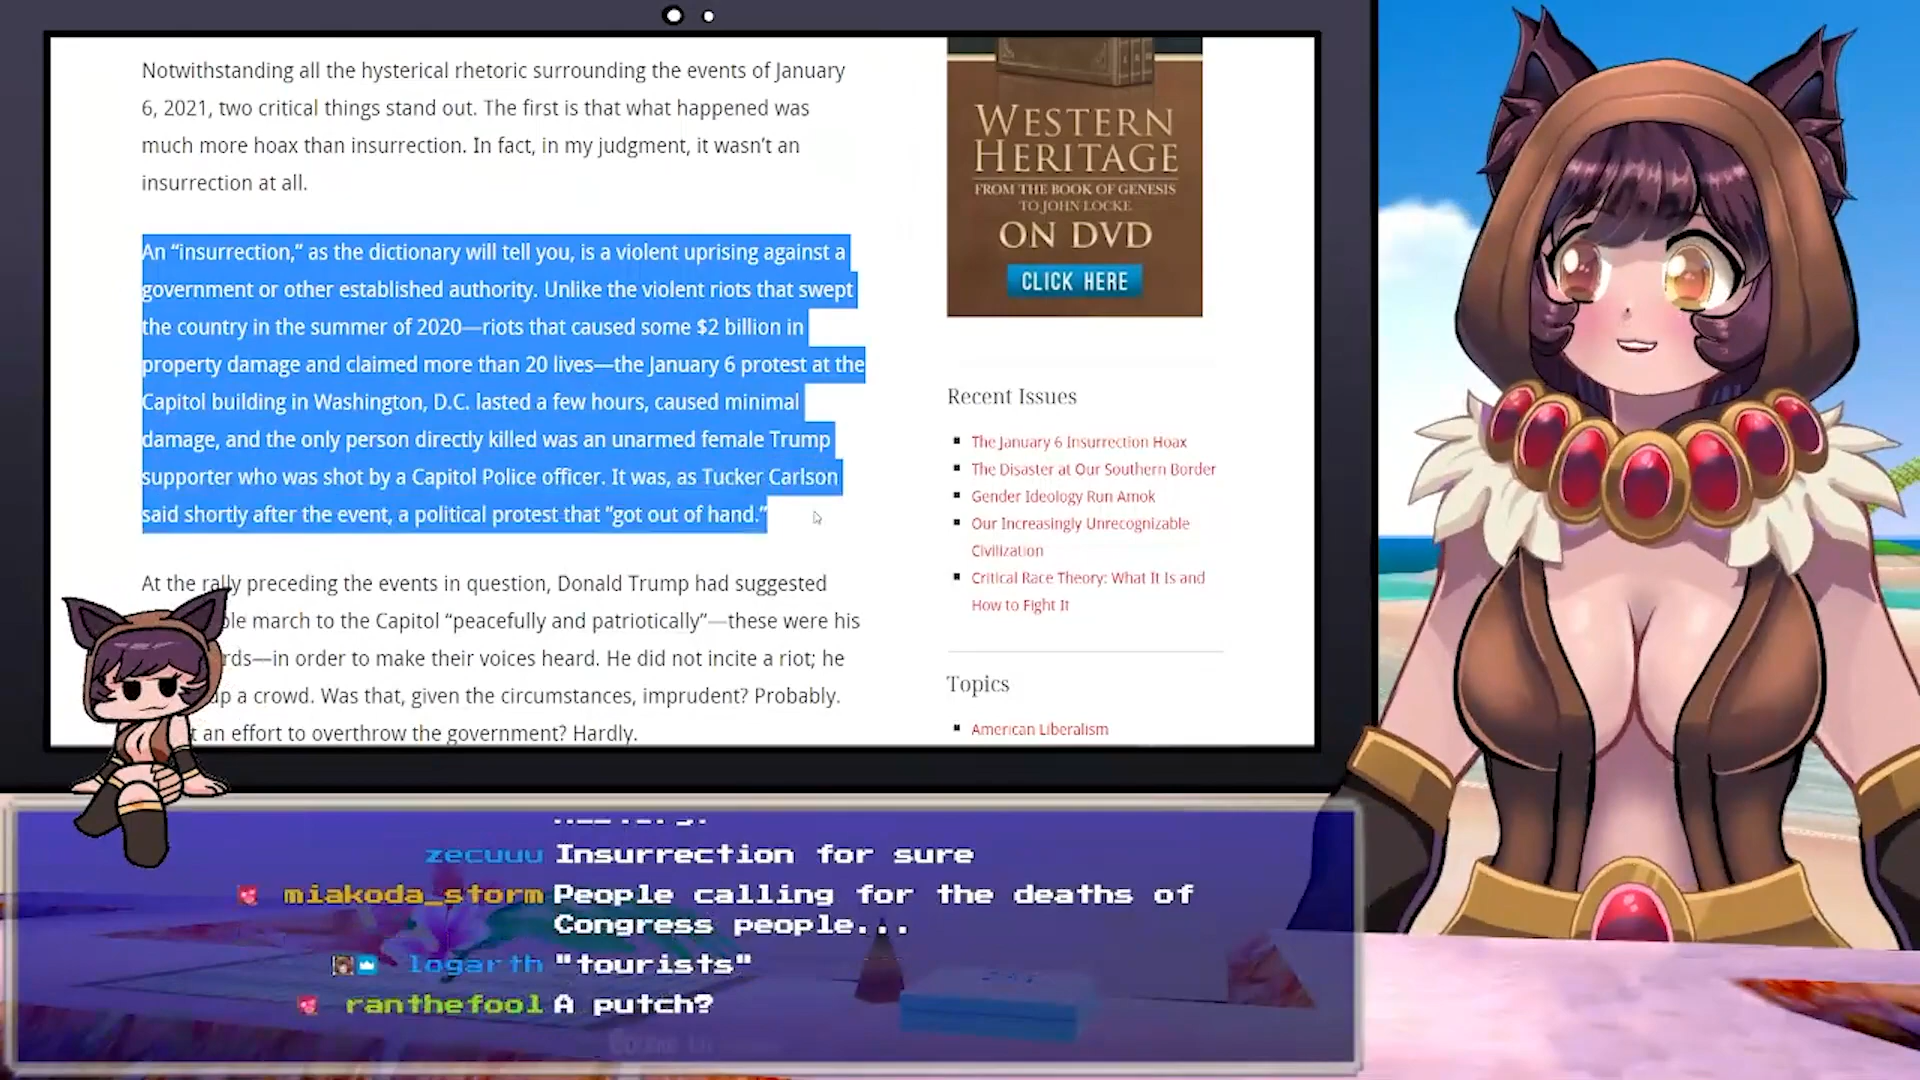 Notwithstanding all the hysterical rhetoric surrounding the events of January
6, 2021, two critical things stand out. The first is that what happened was
much more hoax than insurrection. In fact, in my judgment, it wasn’t an
insurrection at all.
An “insurrection,” as the dictionary will tell you, is a violent uprising against a
government or other established authority. Unlike the violent riots that swept
the country in the summer of 2020—riots that caused some $2 billion in
property damage and claimed more than 20 lives—the January 6 protest at the
Capitol building in Washington, D.C. lasted a few hours, caused minimal
damage, and the only person directly killed was an unarmed female Trump
supporter who was shot by a Capitol Police officer. It was, as Tucker Carlson
said shortly after the event, a political protest that “got out of hand.”
At the rally preceding the events in question, Donald Trump had suggested
march to the Capitol “peacefully and patriotically”—these were his
in order to make their voices heard. He did not incite a riot; he
a crowd. Was that, given the circumstances, imprudent? Probably.
an effort to overthrow the government? Hardly.
WESTERN
HERITAGE
FROM THE BOOK OF GENESIS
TO JOHN LOCKE
ON DVD
CLICK HERE
Recent Issues
The January 6 Insurrection Hoax
The Disaster at Our Southern Border
Gender Ideology Run Amok
Our Increasingly Unrecognizable
Civilization
Critical Race Theory: What It Is and
How to Fight It
Topics
American Liberalism
zecuuu Insurrection for sure
miakoda_storm People calling for the deaths of
Congress people...
logarth "tourists"
ranthefool A putch?